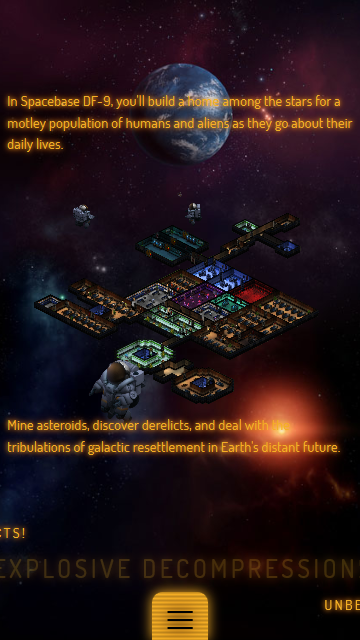 In Spacebase DF-9, you'll build a home among the stars for a
motley population of humans and aliens as they go about their
daily lives.
Mine asteroids, discover derelicts, and deal with the
tribulations of galactic resettlement in Earth's distant future.
CTS!
EXPLOSIVE DECOMPRESSION
UNBE